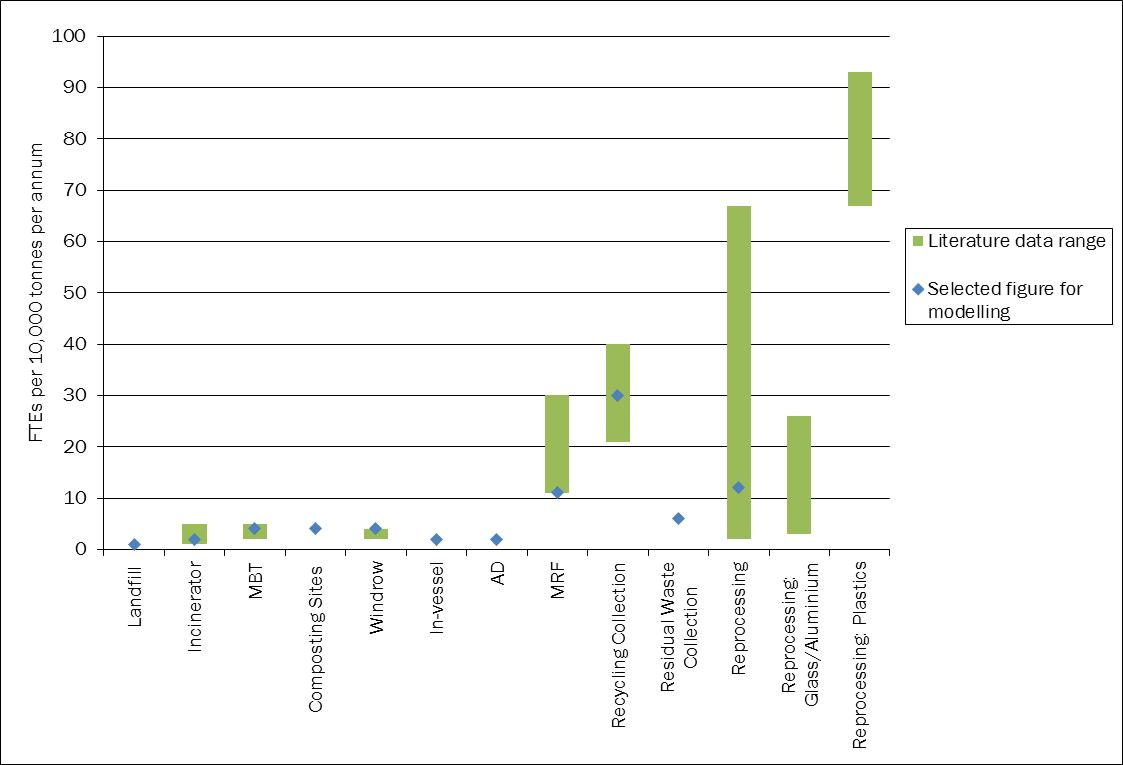 FTEs per 10,000 tonnes per annum
100
90
80
70
60
50
40
30
20
10
0
Landfill
Incinerator
MBT
Composting Sites
Windrow
In-vessel
AD
MRF
Recycling Collection
Residual Waste
Collection
Reprocessing
Reprocessing:
Glass/Aluminium
Reprocessing: Plastics
Literature data range
Selected figure for
modelling